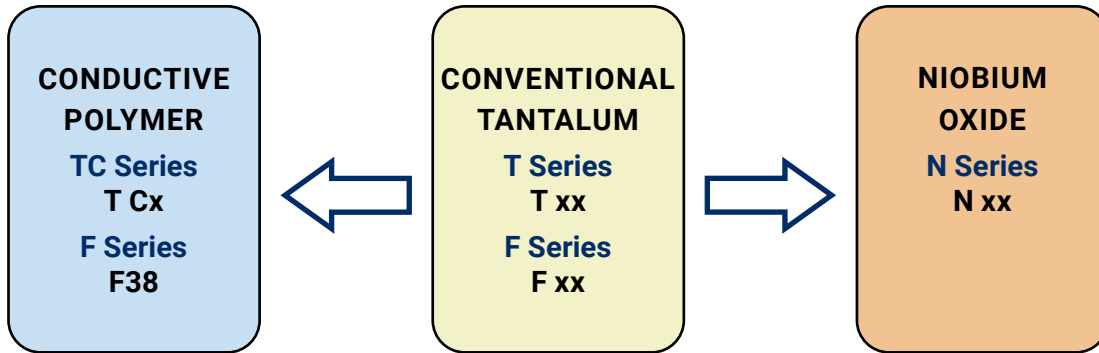 CONDUCTIVE
POLYMER
TC Series
T Cx
F Series
F38
CONVENTIONAL
TANTALUM
T Series
T xx
F Series
F xx
NIOBIUM
OXIDE
N Series
N xx